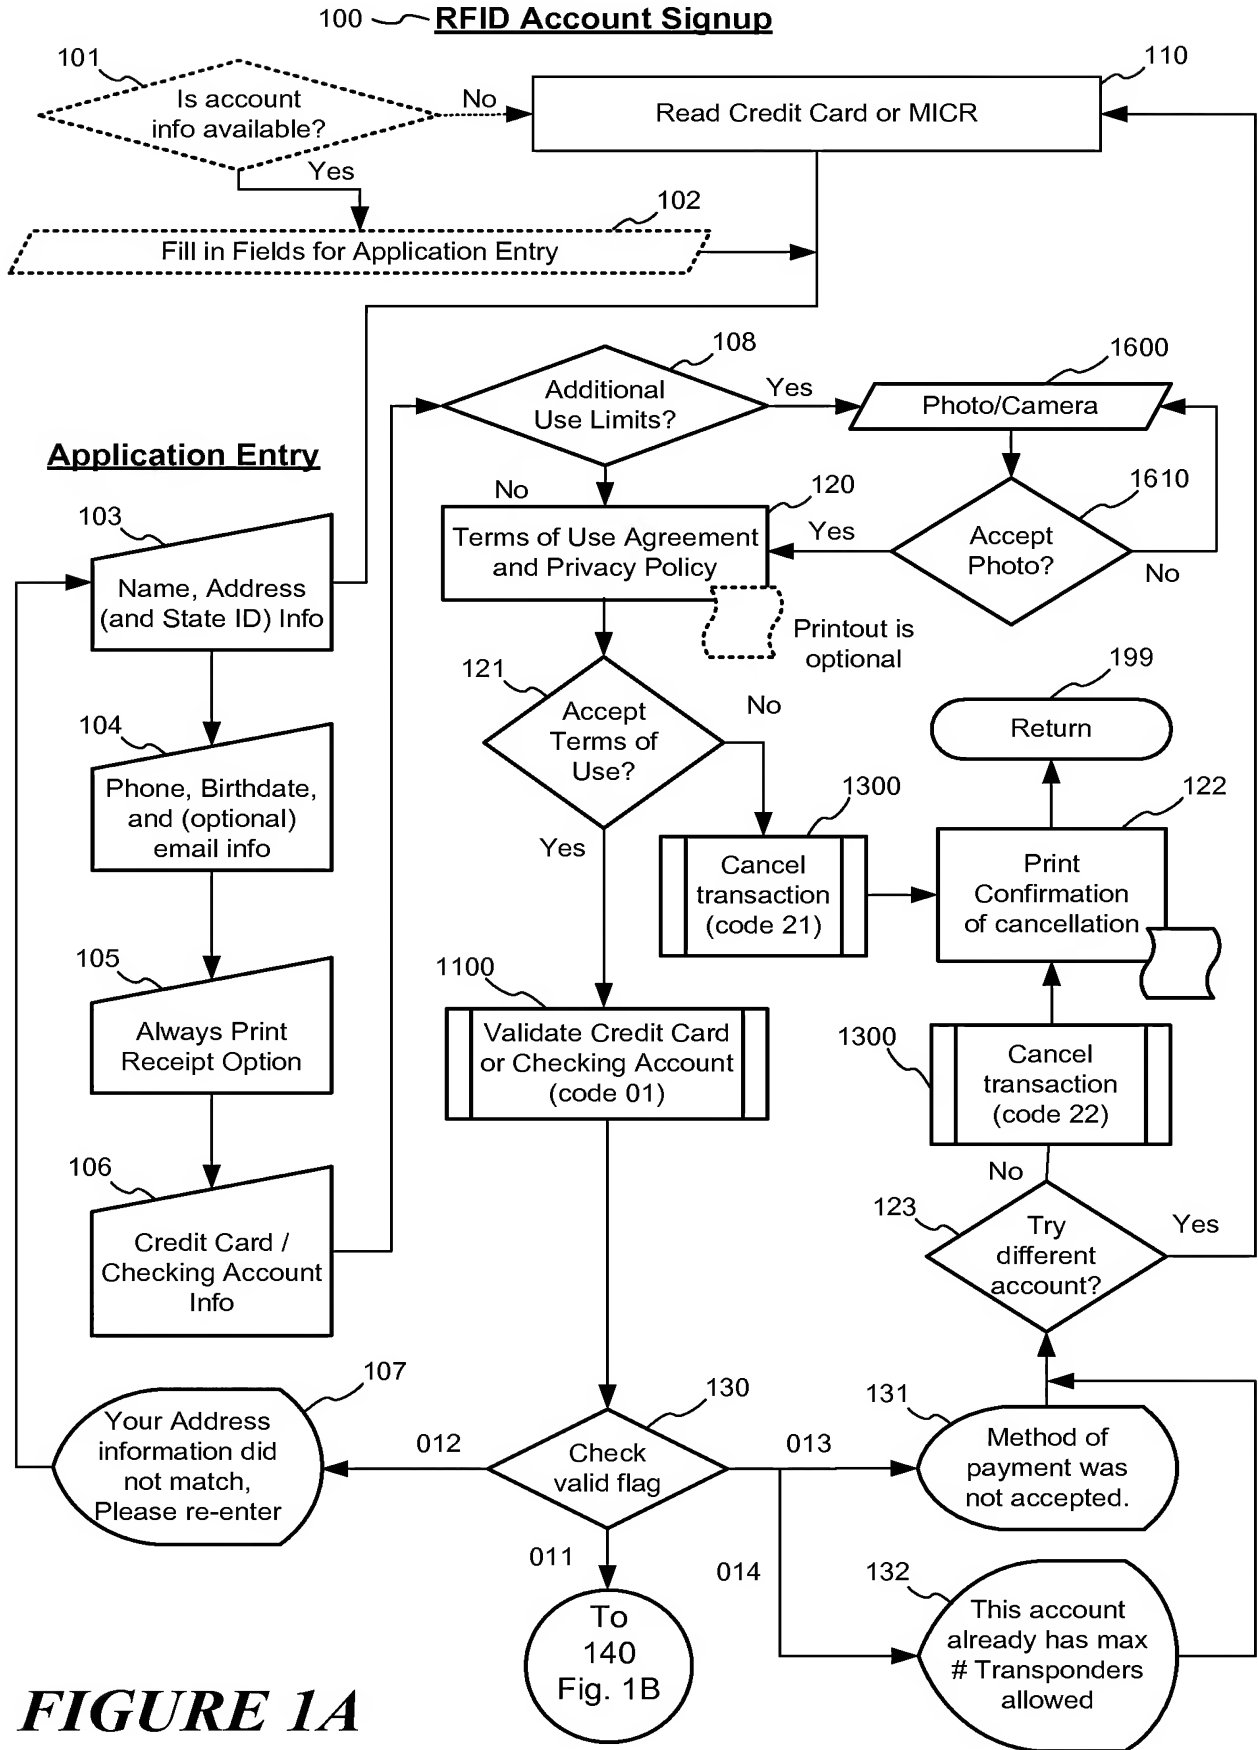 100 RFID Account Signup
101
Is account
info available?
No
Yes
110
Read Credit Card or MICR
102
Fill in Fields for Application Entry
108
Additional
Use Limits?
Yes
No
1600
Photo/Camera
1610
Accept
Photo?
Yes
No
Application Entry
103
Name, Address
(and State ID) Info
104
Phone, Birthdate,
and (optional)
email info
105
Always Print
Receipt Option
106
Credit Card /
Checking Account
Info
107
Your Address
information did
not match,
Please re-enter
120
Terms of Use Agreement
and Privacy Policy
Printout is
optional
121
Accept
Terms of
Use?
No
Yes
1300
Cancel
transaction
(code 21)
199
Return
122
Print
Confirmation
of cancellation
1100
Validate Credit Card
or Checking Account
(code 01)
1300
Cancel
transaction
(code 22)
No
123
Try
different
account?
Yes
130
Check
valid flag
012
013
011
014
131
Method of
payment was
not accepted.
132
This account
already has max
# Transponders
allowed
To
140
Fig. 1B
FIGURE 1A